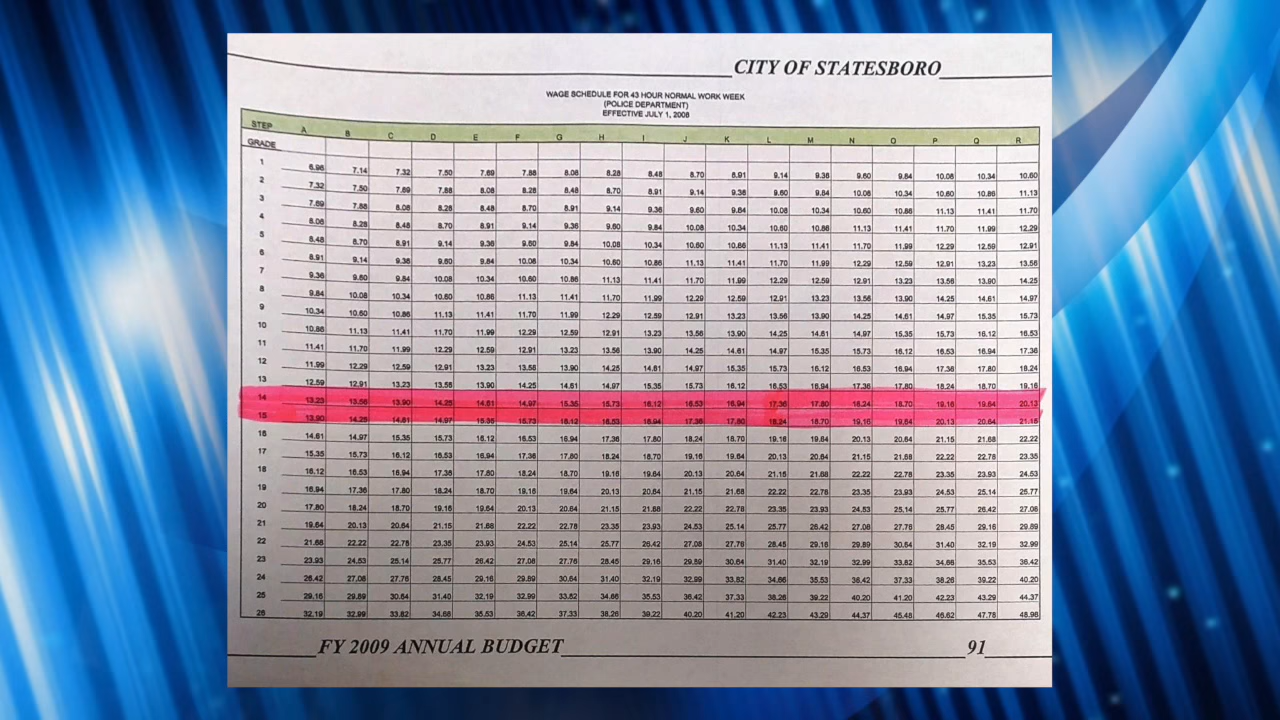 CITY OF STATESBORO
WAGE SCHEDULE FOR 43 HOUR NORMAL WORK WEEK
(POLICE DEPARTMENT)
EFFECTIVE JULY 1, 2008
STEP A B C D E F G H I J K L M N O P Q R
GRADE
1 6.96 7.14 7.32 7.50 7.69 7.88 8.08 8.28 8.48 8.70 8.91 9.14 9.36 9.60 9.84 10.08 10.34 10.60
2 7.32 7.50 7.69 7.88 8.08 8.28 8.48 8.70 8.91 9.14 9.36 9.60 9.84 10.08 10.34 10.60 10.86 11.13
3 7.69 7.88 8.08 8.28 8.48 8.70 8.91 9.14 9.36 9.60 9.84 10.08 10.34 10.60 10.86 11.13 11.41 11.70
4 8.08 8.28 8.48 8.70 8.91 9.14 9.36 9.60 9.84 10.08 10.34 10.60 10.86 11.13 11.41 11.70 11.99 12.29
5 8.48 8.70 8.91 9.14 9.36 9.60 9.84 10.08 10.34 10.60 10.86 11.13 11.41 11.70 11.99 12.29 12.59 12.91
6 8.91 9.14 9.36 9.60 9.84 10.08 10.34 10.60 10.86 11.13 11.41 11.70 11.99 12.29 12.59 12.91 13.23 13.56
7 9.36 9.60 9.84 10.08 10.34 10.60 10.86 11.13 11.41 11.70 11.99 12.29 12.59 12.91 13.23 13.56 13.90 14.25
8 9.84 10.08 10.34 10.60 10.86 11.13 11.41 11.70 11.99 12.29 12.59 12.91 13.23 13.56 13.90 14.25 14.61 14.97
9 10.34 10.60 10.86 11.13 11.41 11.70 11.99 12.29 12.59 12.91 13.23 13.56 13.90 14.25 14.61 14.97 15.35 15.73
10 10.86 11.13 11.41 11.70 11.99 12.29 12.59 12.91 13.23 13.56 13.90 14.25 14.61 14.97 15.35 15.73 16.12 16.53
11 11.41 11.70 11.99 12.29 12.59 12.91 13.23 13.56 13.90 14.25 14.61 14.97 15.35 15.73 16.12 16.53 16.94 17.36
12 11.99 12.29 12.59 12.91 13.23 13.56 13.90 14.25 14.61 14.97 15.35 15.73 16.12 16.53 16.94 17.36 17.80 18.24
13 12.59 12.91 13.23 13.56 13.90 14.25 14.61 14.97 15.35 15.73 16.12 16.53 16.94 17.36 17.80 18.24 18.70 19.16
14 13.23 13.56 13.90 14.25 14.61 14.97 15.35 15.73 16.12 16.53 16.94 17.36 17.80 18.24 18.70 19.16 19.64 20.13
15 13.90 14.25 14.61 14.97 15.35 15.73 16.12 16.53 16.94 17.36 17.80 18.24 18.70 19.16 19.64 20.13 20.64 21.15
16 14.61 14.97 15.35 15.73 16.12 16.53 16.94 17.36 17.80 18.24 18.70 19.16 19.64 20.13 20.64 21.15 21.68 22.22
17 15.35 15.73 16.12 16.53 16.94 17.36 17.80 18.24 18.70 19.16 19.64 20.13 20.64 21.15 21.68 22.22 22.78 23.35
18 16.12 16.53 16.94 17.36 17.80 18.24 18.70 19.16 19.64 20.13 20.64 21.15 21.68 22.22 22.78 23.35 23.93 24.53
19 16.94 17.36 17.80 18.24 18.70 19.16 19.64 20.13 20.64 21.15 21.68 22.22 22.78 23.35 23.93 24.53 25.14 25.77
20 17.80 18.24 18.70 19.16 19.64 20.13 20.64 21.15 21.68 22.22 22.78 23.35 23.93 24.53 25.14 25.77 26.42 27.08
21 19.64 20.13 20.64 21.15 21.68 22.22 22.78 23.35 23.93 24.53 25.14 25.77 26.42 27.08 27.76 28.45 29.16 29.89
22 21.68 22.22 22.78 23.35 23.93 24.53 25.14 25.77 26.42 27.08 27.76 28.45 29.16 29.89 30.64 31.40 32.19 32.99
23 23.93 24.53 25.14 25.77 26.42 27.08 27.76 28.45 29.16 29.89 30.64 31.40 32.19 32.99 33.82 34.66 35.53 36.42
24 26.42 27.08 27.76 28.45 29.16 29.89 30.64 31.40 32.19 32.99 33.82 34.66 35.53 36.42 37.33 38.26 39.22 40.20
25 29.16 29.89 30.64 31.40 32.19 32.99 33.82 34.66 35.53 36.42 37.33 38.26 39.22 40.20 41.20 42.23 43.29 44.37
26 32.19 32.99 33.82 34.66 35.53 36.42 37.33 38.26 39.22 40.20 41.20 42.23 43.29 44.37 45.48 46.62 47.78 48.98
FY 2009 ANNUAL BUDGET 91